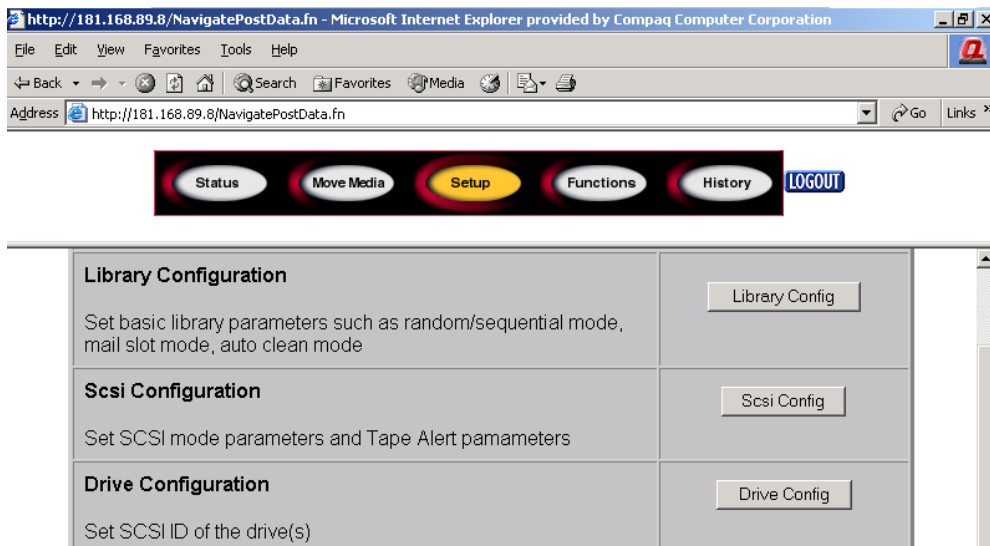 http://181.168.89.8/NavigatePostData.fn - Microsoft Internet Explorer provided by Compaq Computer Corporation
File Edit View Favorites Tools Help
Back Search Favorites Media
Address http://181.168.89.8/NavigatePostData.fn Go Links »
Status Move Media Setup Functions History LOGOUT
Library Configuration
Library Config
Set basic library parameters such as random/sequential mode,
mail slot mode, auto clean mode
Scsi Configuration
Scsi Config
Set SCSI mode parameters and Tape Alert pamameters
Drive Configuration
Drive Config
Set SCSI ID of the drive(s)